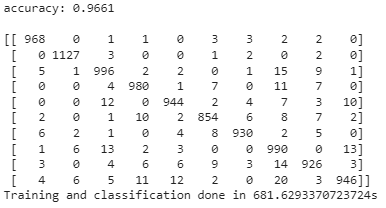 accuracy: 0.9661
[[ 968 0 1 1 0 3 3 2 2 0]
[ 0 1127 3 0 0 1 2 0 2 0]
[ 5 1 996 2 2 0 1 15 9 1]
[ 0 0 4 980 1 7 0 11 7 0]
[ 0 0 12 0 944 2 4 7 3 10]
[ 2 0 1 10 2 854 6 8 7 2]
[ 6 2 1 0 4 8 930 2 5 0]
[ 1 6 13 2 3 0 0 990 0 13]
[ 3 0 4 6 6 9 3 14 926 3]
[ 4 6 5 11 12 2 0 20 3 946]]
Training and classification done in 681.6293370723724s